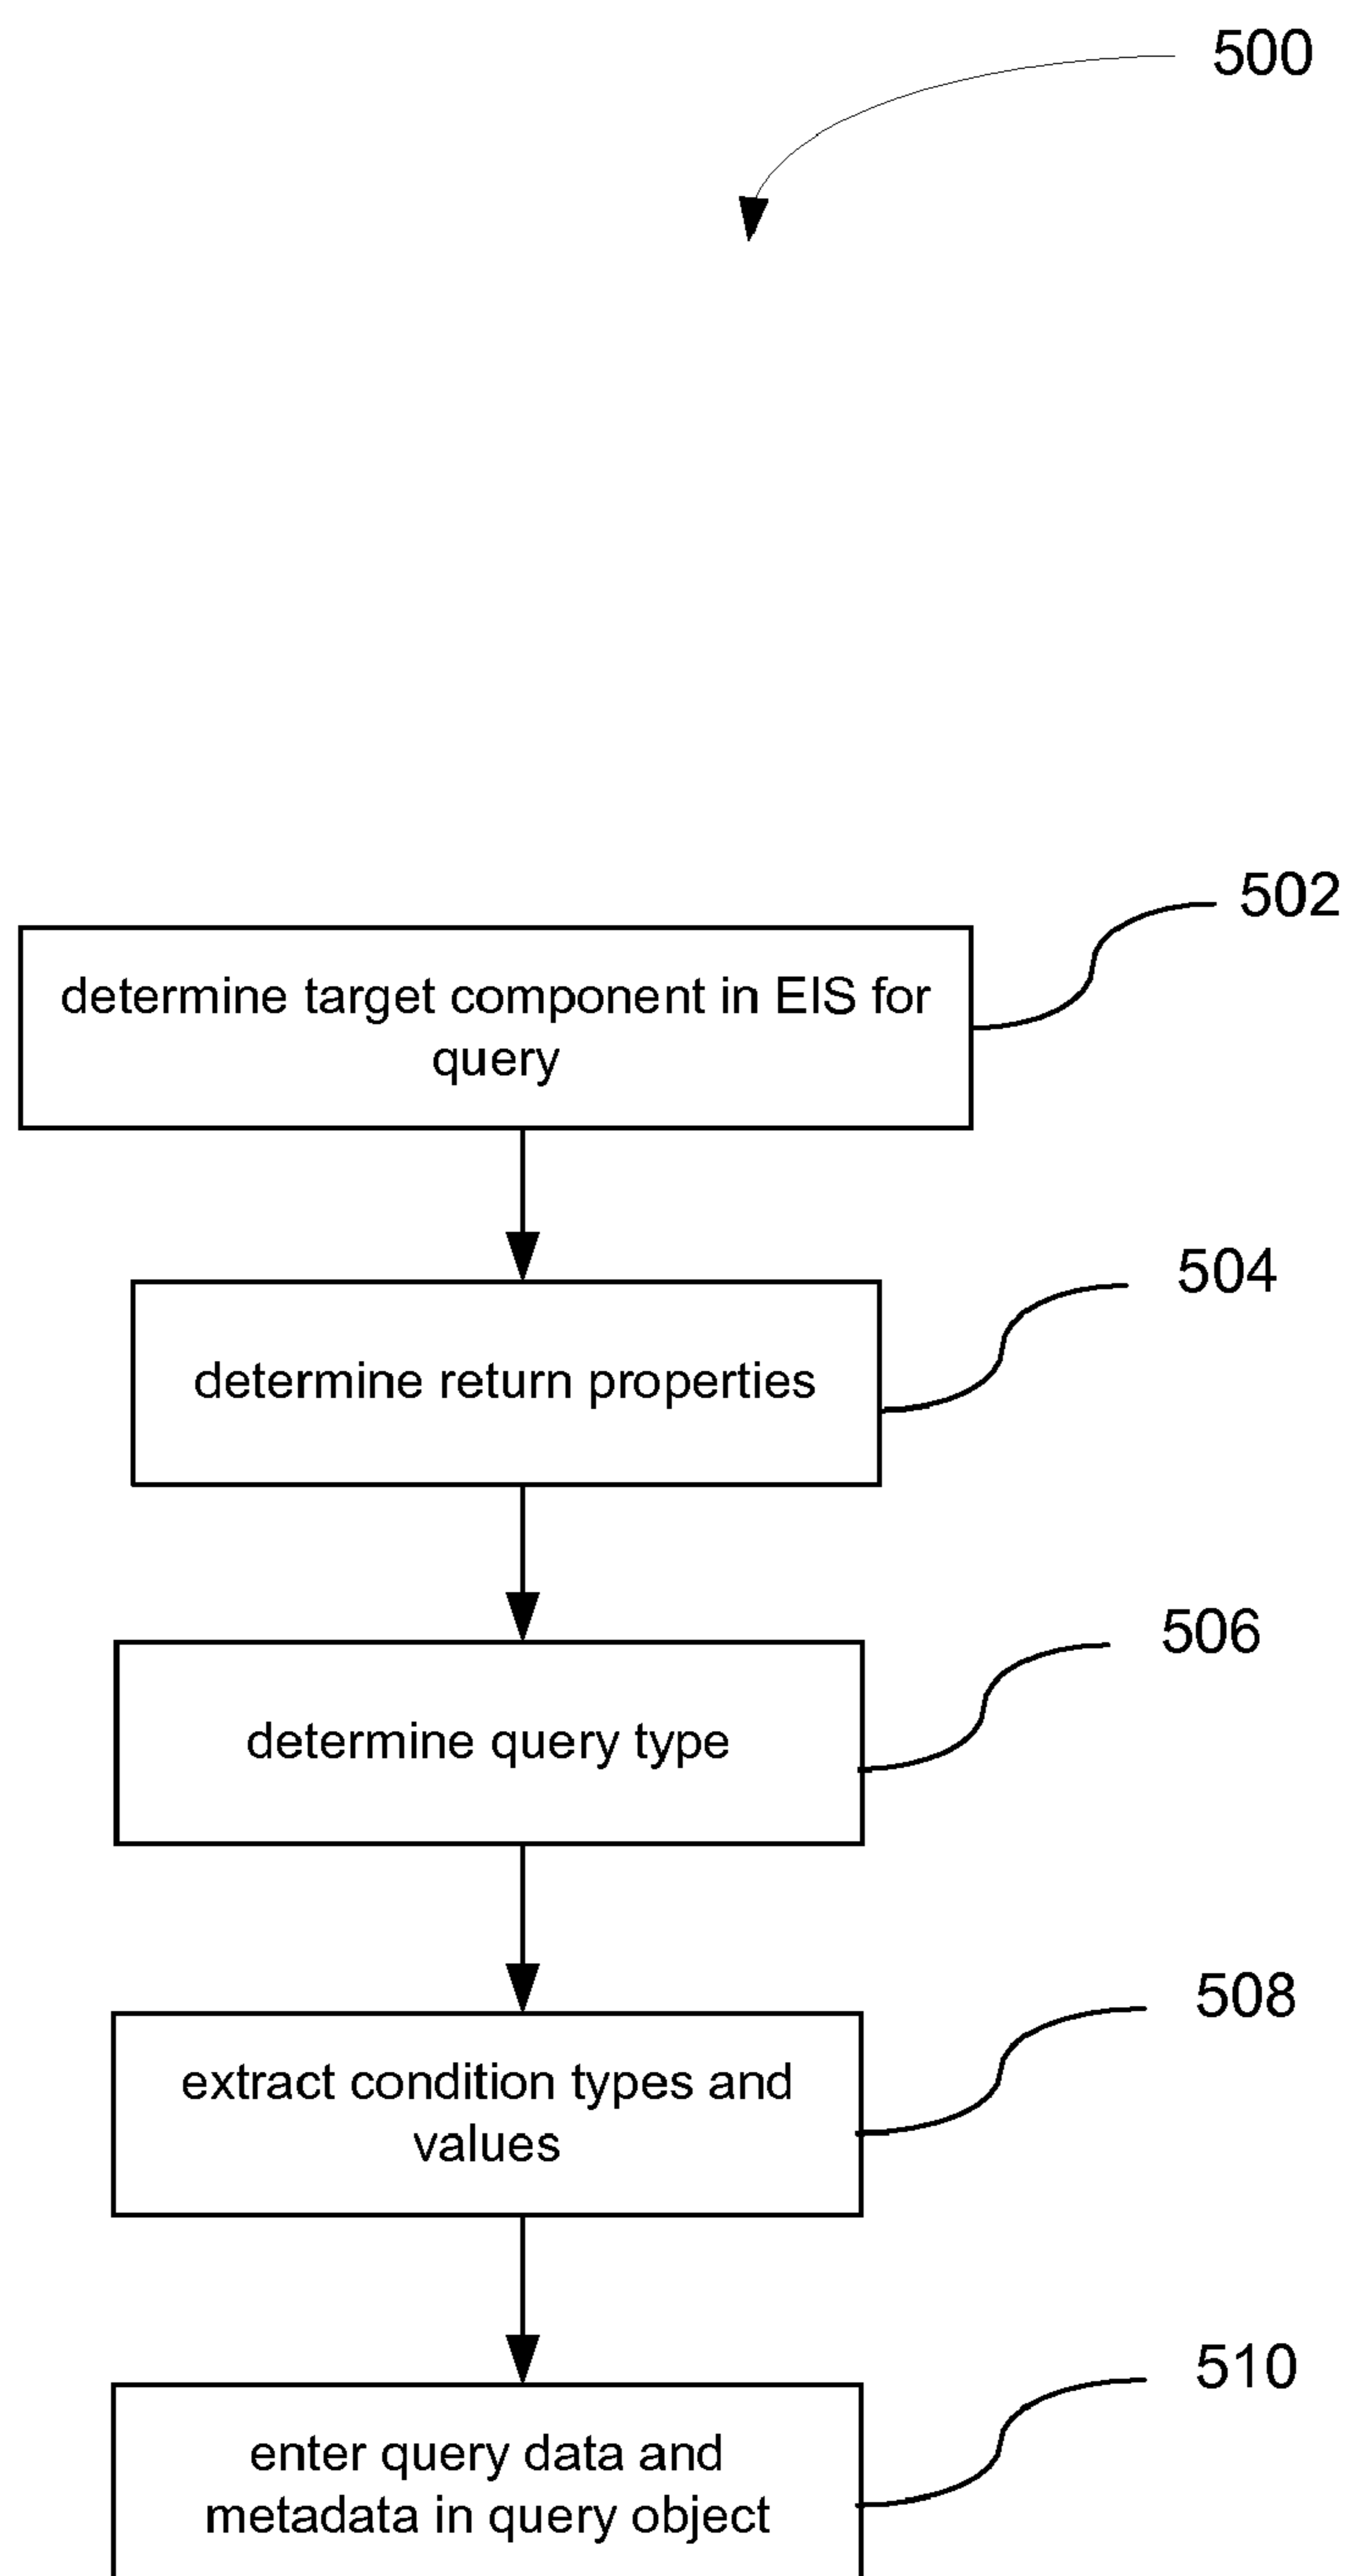 500
502
determine target component in EIS for
query
504
determine return properties
506
determine query type
508
extract condition types and
values
510
enter query data and
metadata in query object